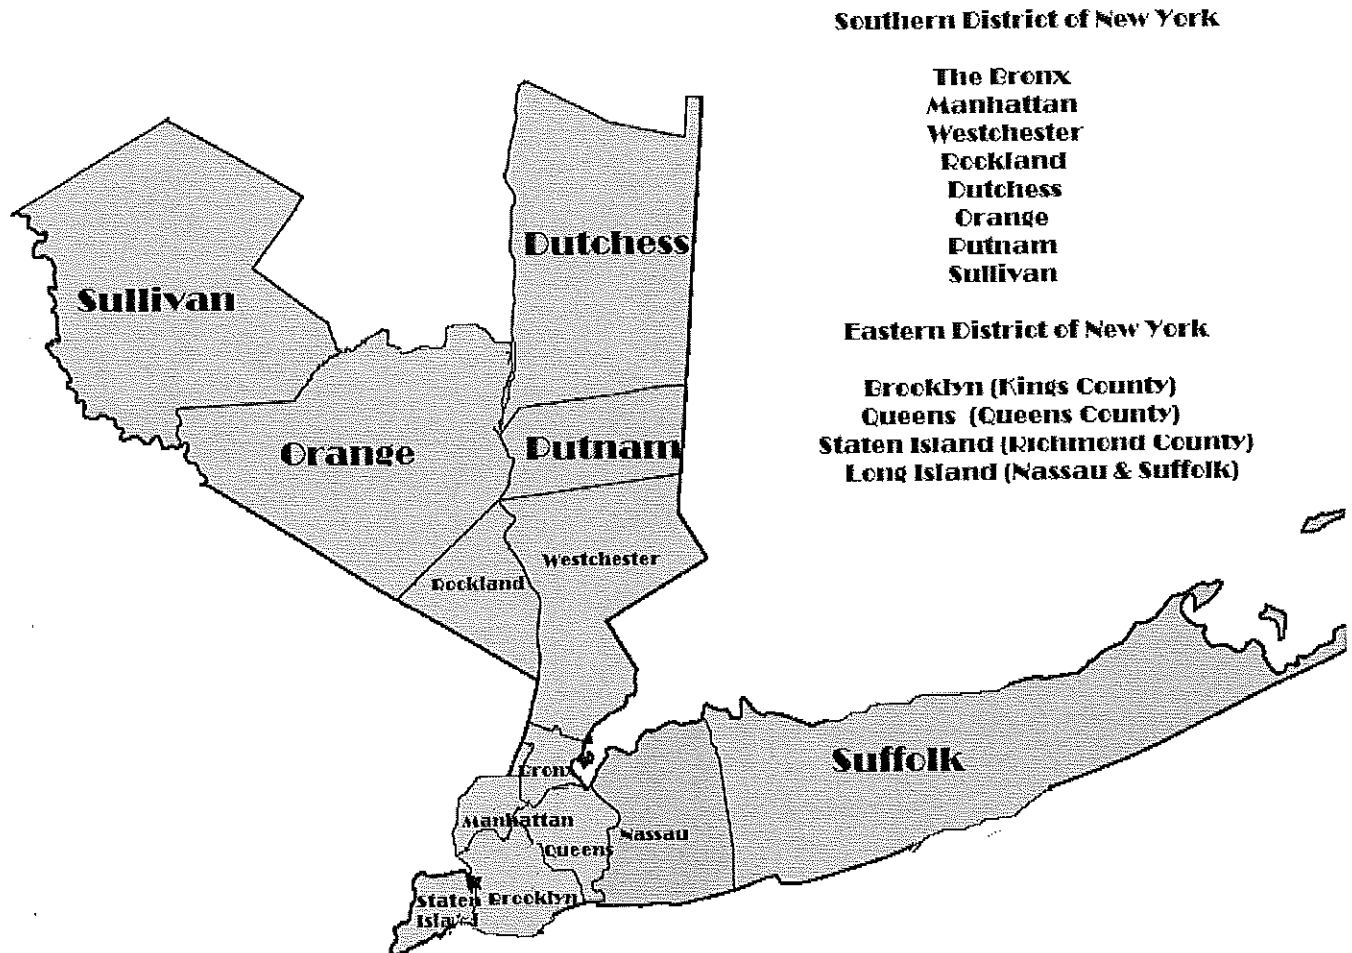 Southern District of New York
The Bronx
Manhattan
Westchester
Rockland
Dutchess
Orange
Putnam
Sullivan
Eastern District of New York
Brooklyn (Kings County)
Queens (Queens County)
Staten Island (Richmond County)
Long Island (Nassau & Suffolk)
Dutchess
Sullivan
Orange
Putnam
Westchester
Rockland
Bronx
Suffolk
Manhattan
Nassau
Queens
Staten
Island
Brooklyn